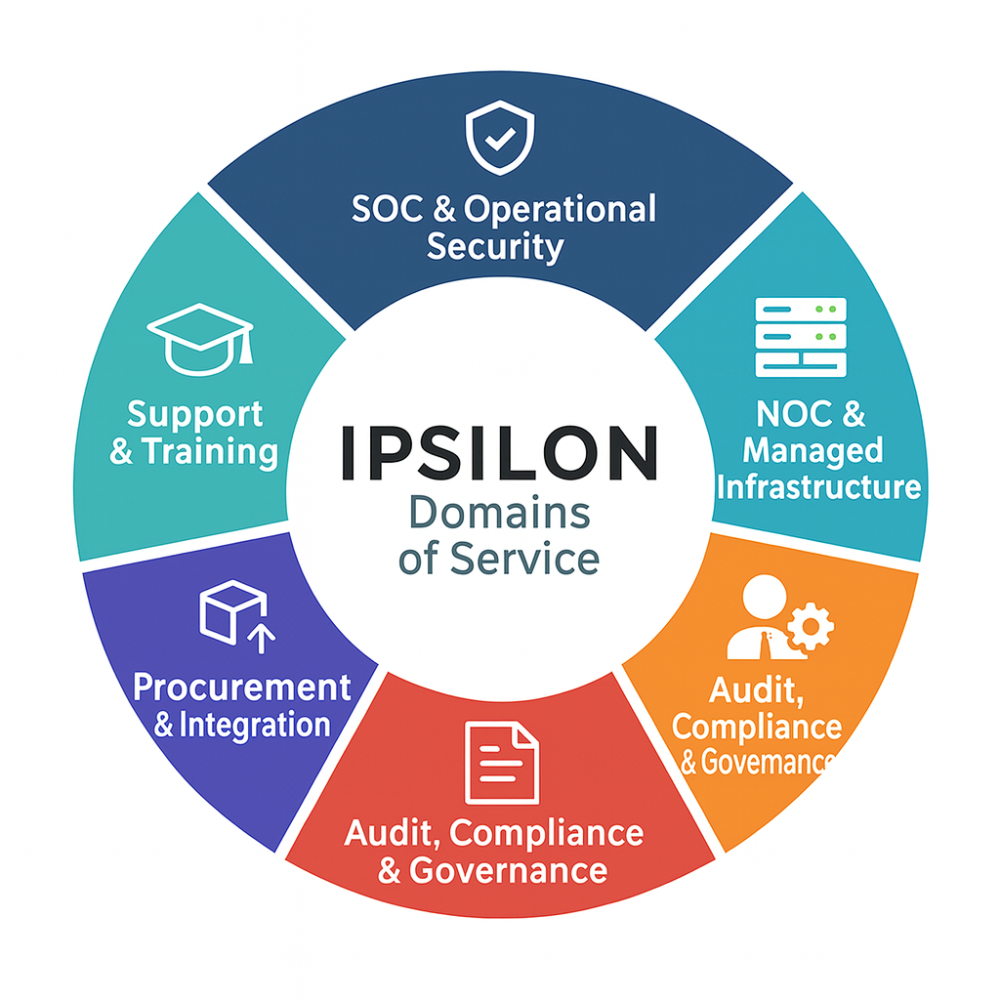 SOC & Operational
Security
NOC &
Managed
Infrastructure
Audit,
Compliance
& Govemance
Audit, Compliance
& Governance
Procurement
& Integration
Support
& Training
IPSILON
Domains
of Service